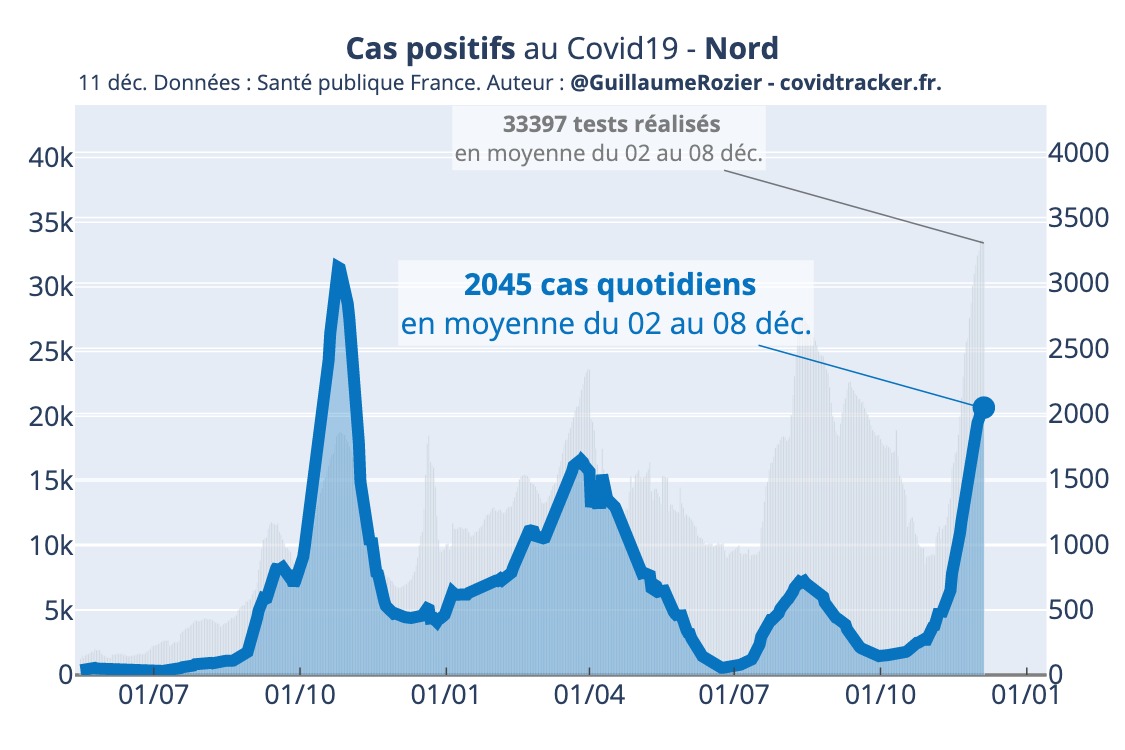 Cas positifs au Covid19 - Nord
11 déc. Données : Santé publique France. Auteur : @GuillaumeRozier - covidtracker.fr.
33397 tests réalisés
en moyenne du 02 au 08 déc.
2045 cas quotidiens
en moyenne du 02 au 08 déc.
40k
35k
30k
25k
20k
15k
10k
5k
0
4000
3500
3000
2500
2000
1500
1000
500
0
01/07
01/10
01/01
01/04
01/07
01/10
01/01